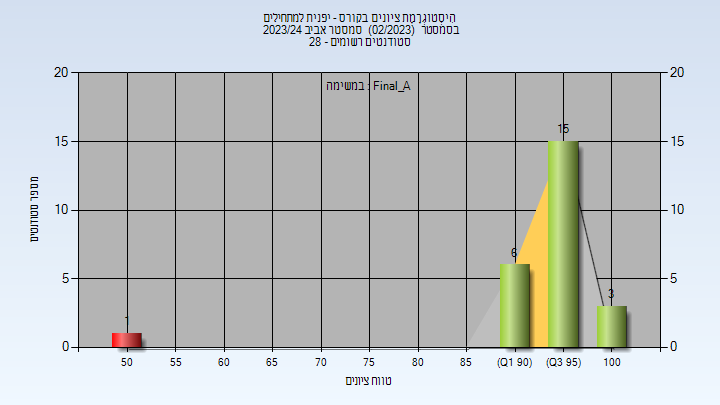 היסטוגרמת ציונים בקורס - יפנית למתחילים
בסמסטר (02/2023) סמסטר אביב 2023/24
סטודנטים רשומים - 28
במשימה : Final_A
מספר סטודנטים
20 20
15 15
10 10
5 5
0 0
1 6 15 3
50 55 60 65 70 75 80 85 (Q1 90) (Q3 95) 100
טווח ציונים